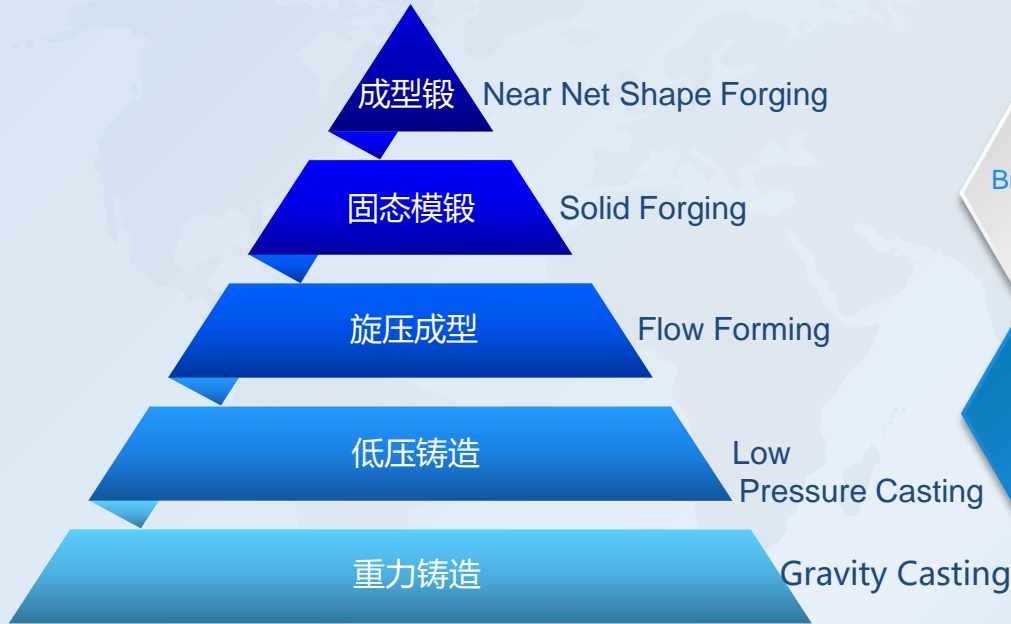 成型锻 Near Net Shape Forging
固态模锻 Solid Forging
旋压成型 Flow Forming
低压铸造 Low
Pressure Casting
重力铸造 Gravity Casting